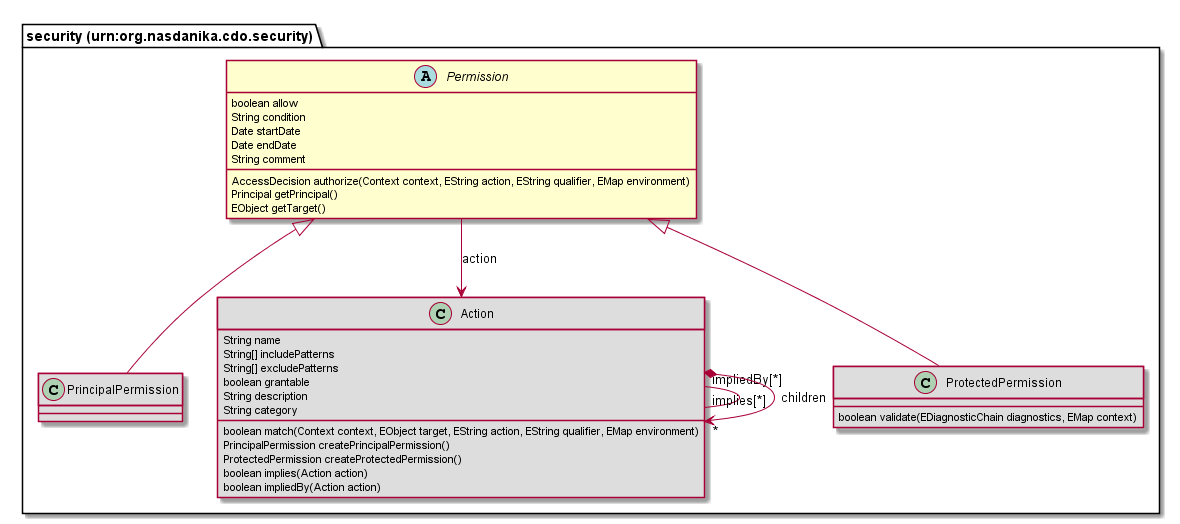 security (urn:org.nasdanika.cdo.security)
A Permission
boolean allow
String condition
Date startDate
Date endDate
String comment
AccessDecision authorize(Context context, EString action, EString qualifier, EMap environment)
Principal getPrincipal()
EObject getTarget()
action
C Action
String name
String[] includePatterns
String[] excludePatterns
boolean grantable
String description
String category
boolean match(Context context, EObject target, EString action, EString qualifier, EMap environment)
PrincipalPermission createPrincipalPermission()
ProtectedPermission createProtectedPermission()
boolean implies(Action action)
boolean impliedBy(Action action)
C PrincipalPermission
impliedBy[*]
implies[*]
children
*
C ProtectedPermission
boolean validate(EDiagnosticChain diagnostics, EMap context)